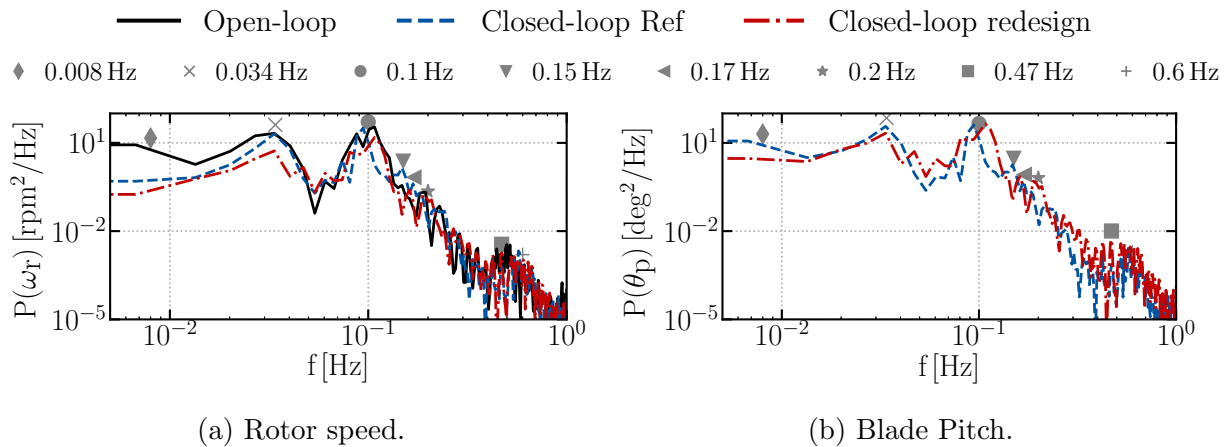 Open-loop Closed-loop Ref Closed-loop redesign
0.008 Hz 0.034 Hz 0.1 Hz 0.15 Hz 0.17 Hz 0.2 Hz 0.47 Hz 0.6 Hz
P(ωr) [rpm²/Hz]
10¹
10⁻²
10⁻⁵
10⁻² 10⁻¹ 10⁰
f [Hz]
(a) Rotor speed.
P(θp) [deg²/Hz]
10¹
10⁻²
10⁻⁵
10⁻² 10⁻¹ 10⁰
f [Hz]
(b) Blade Pitch.